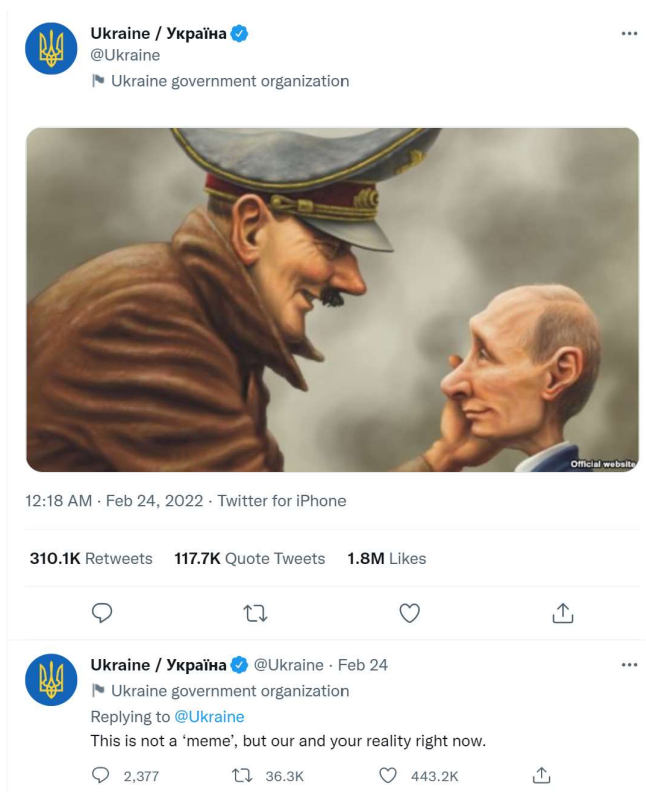 Ukraine / Україна
@Ukraine
Ukraine government organization
Official website
12:18 AM · Feb 24, 2022 · Twitter for iPhone
310.1K Retweets 117.7K Quote Tweets 1.8M Likes
Ukraine / Україна @Ukraine · Feb 24
Ukraine government organization
Replying to @Ukraine
This is not a ‘meme’, but our and your reality right now.
2,377 36.3K 443.2K